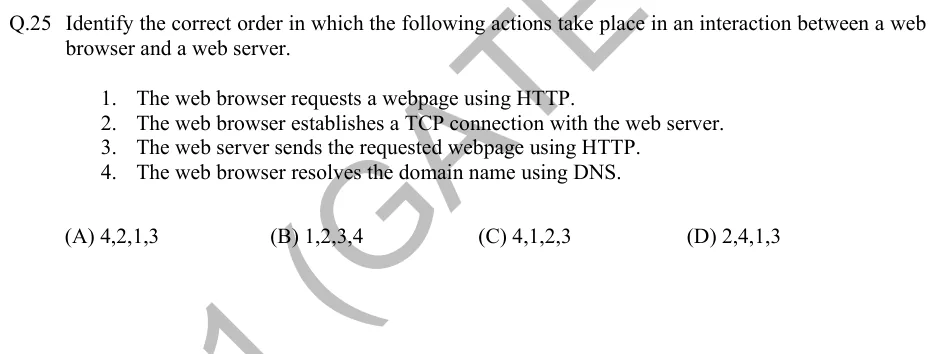 Q.25 Identify the correct order in which the following actions take place in an interaction between a web
browser and a web server.
1. The web browser requests a webpage using HTTP.
2. The web browser establishes a TCP connection with the web server.
3. The web server sends the requested webpage using HTTP.
4. The web browser resolves the domain name using DNS.
(A) 4,2,1,3 (B) 1,2,3,4 (C) 4,1,2,3 (D) 2,4,1,3
1 (GATE